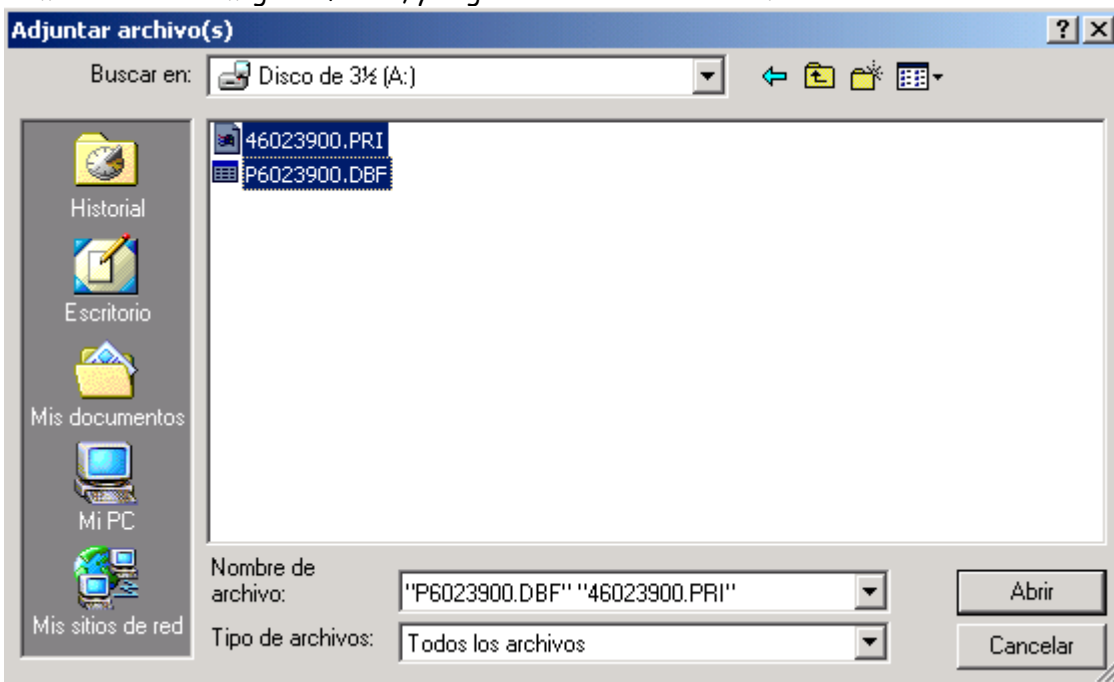 Adjuntar archivo(s)
Buscar en: Disco de 3½ (A:)
46023900.PRI
P6023900.DBF
Historial
Escritorio
Mis documentos
Mi PC
Mis sitios de red
Nombre de
archivo: "P6023900.DBF" "46023900.PRI" Abrir
Tipo de archivos: Todos los archivos Cancelar